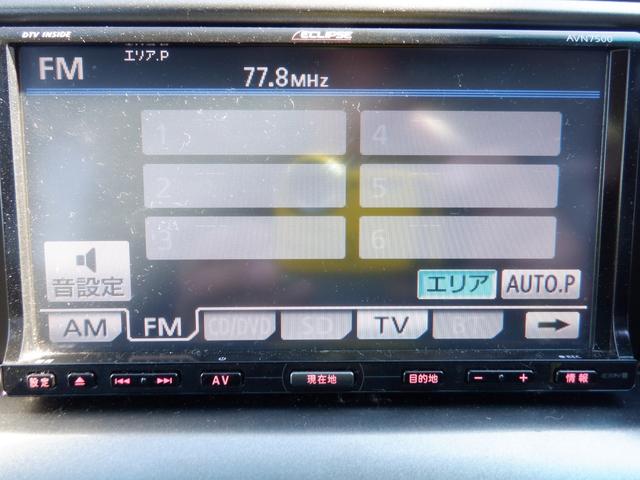 DTV INSIDE ECLIPSE AVN7500
FM エリア.P
77.8MHz
1 4
2 5
3 6
音設定
エリア AUTO.P
AM FM CD/DVD SD TV BT →
設定 AV 現在地 目的地 − + 情報